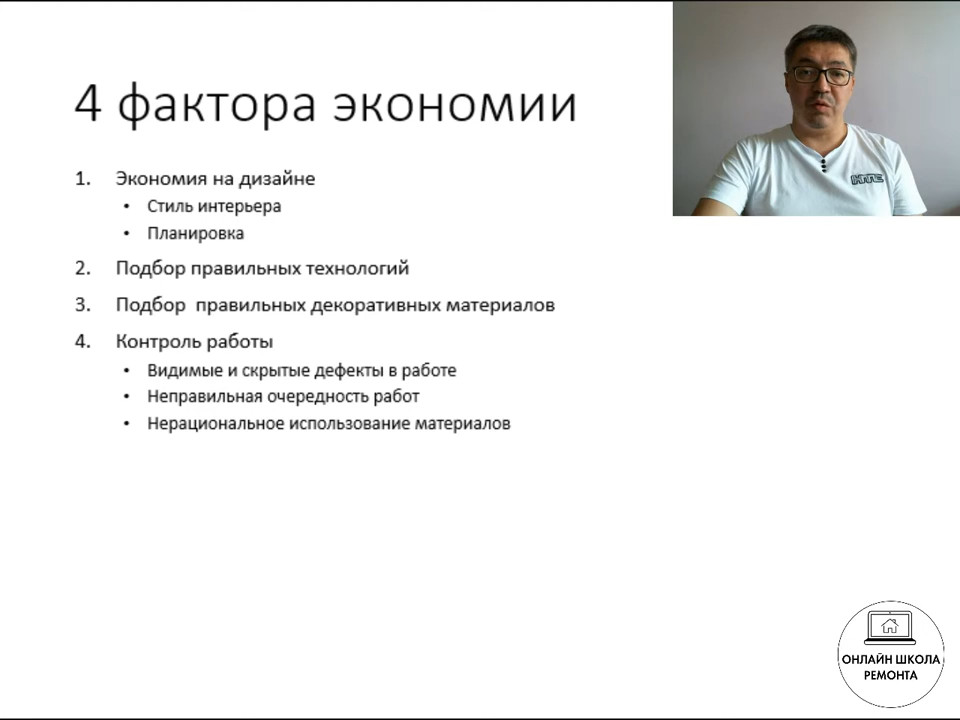 4 фактора экономии
1. Экономия на дизайне
• Стиль интерьера
• Планировка
2. Подбор правильных технологий
3. Подбор правильных декоративных материалов
4. Контроль работы
• Видимые и скрытые дефекты в работе
• Неправильная очередность работ
• Нерациональное использование материалов
ОНЛАЙН ШКОЛА
РЕМОНТА